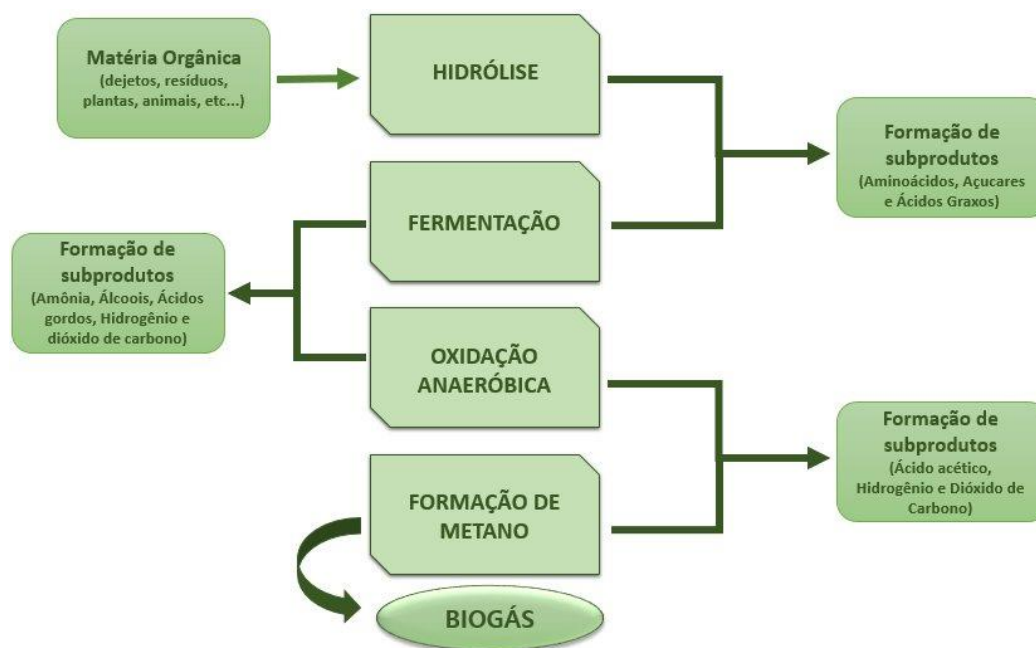 Matéria Orgânica
(dejetos, resíduos,
plantas, animais, etc...)
HIDRÓLISE
Formação de
subprodutos
(Aminoácidos, Açucares
e Ácidos Graxos)
FERMENTAÇÃO
Formação de
subprodutos
(Amônia, Álcoois, Ácidos
gordos, Hidrogênio e
dióxido de carbono)
OXIDAÇÃO
ANAERÓBICA
Formação de
subprodutos
(Ácido acético,
Hidrogênio e Dióxido de
Carbono)
FORMAÇÃO DE
METANO
BIOGÁS